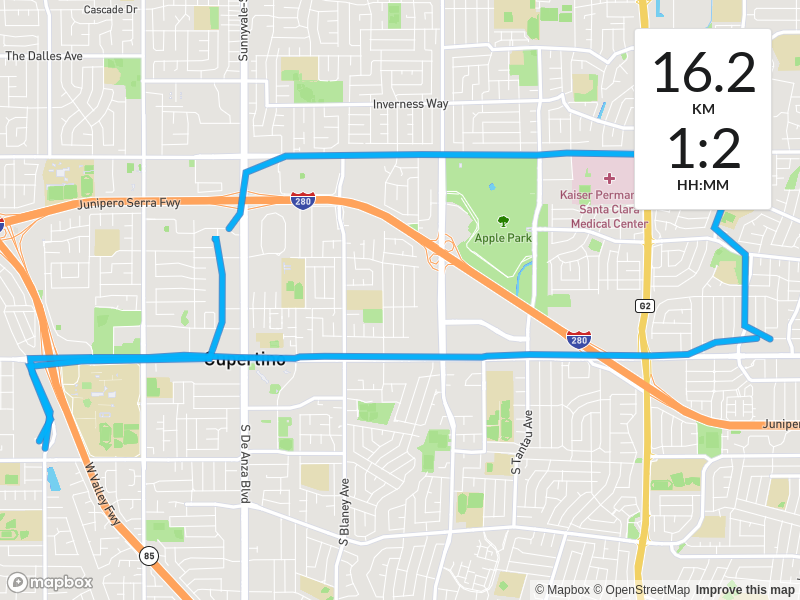 Cascade Dr
Sunnyvale-S
The Dalles Ave
Inverness Way
16.2
KM
1:2
HH:MM
Junipero Serra Fwy
280
Kaiser Perman
Santa Clara
Medical Center
Apple Park
G2
280
Cupertino
S De Anza Blvd
S Blaney Ave
S Tantau Ave
Junipe
W Valley Fwy
85
mapbox
© Mapbox © OpenStreetMap Improve this map